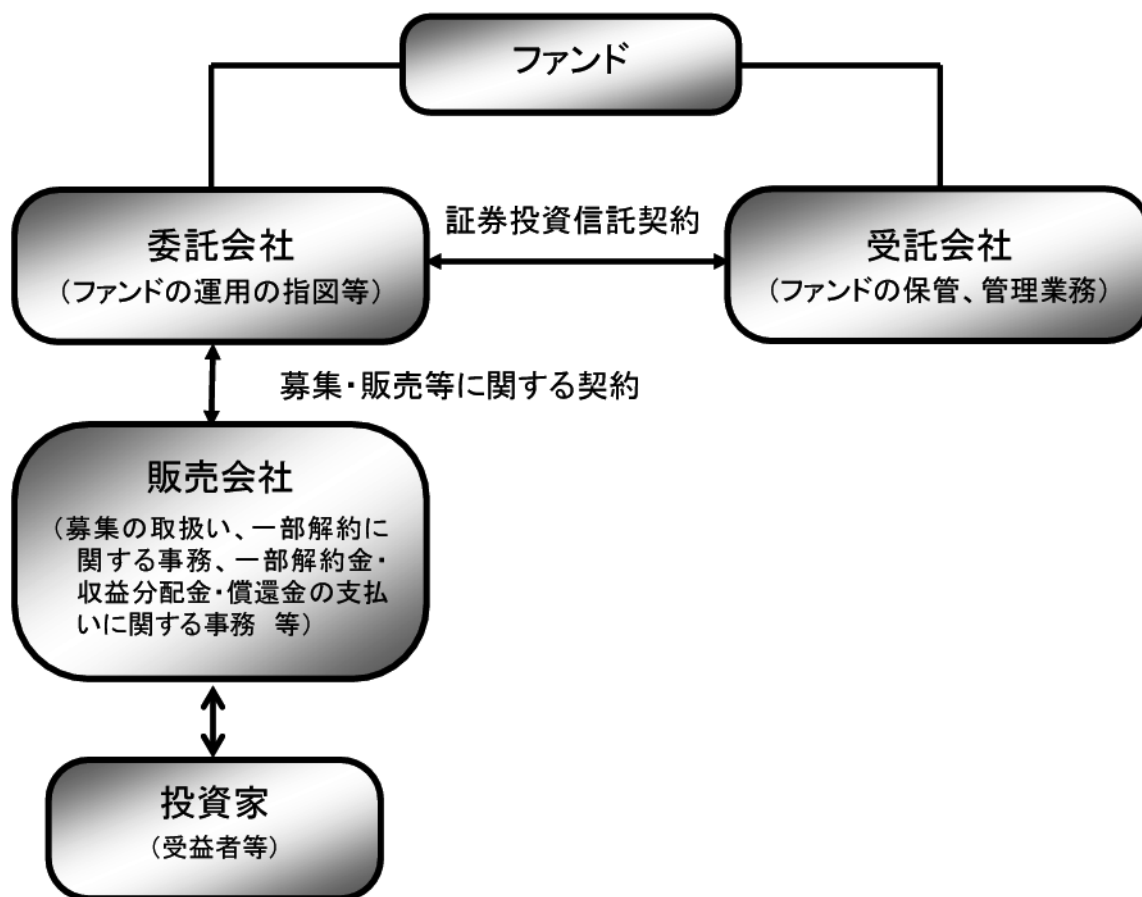 ファンド
委託会社
（ファンドの運用の指図等）
証券投資信託契約
受託会社
（ファンドの保管、管理業務）
募集・販売等に関する契約
販売会社
（募集の取扱い、一部解約に
関する事務、一部解約金・
収益分配金・償還金の支払
いに関する事務　等）
投資家
（受益者等）